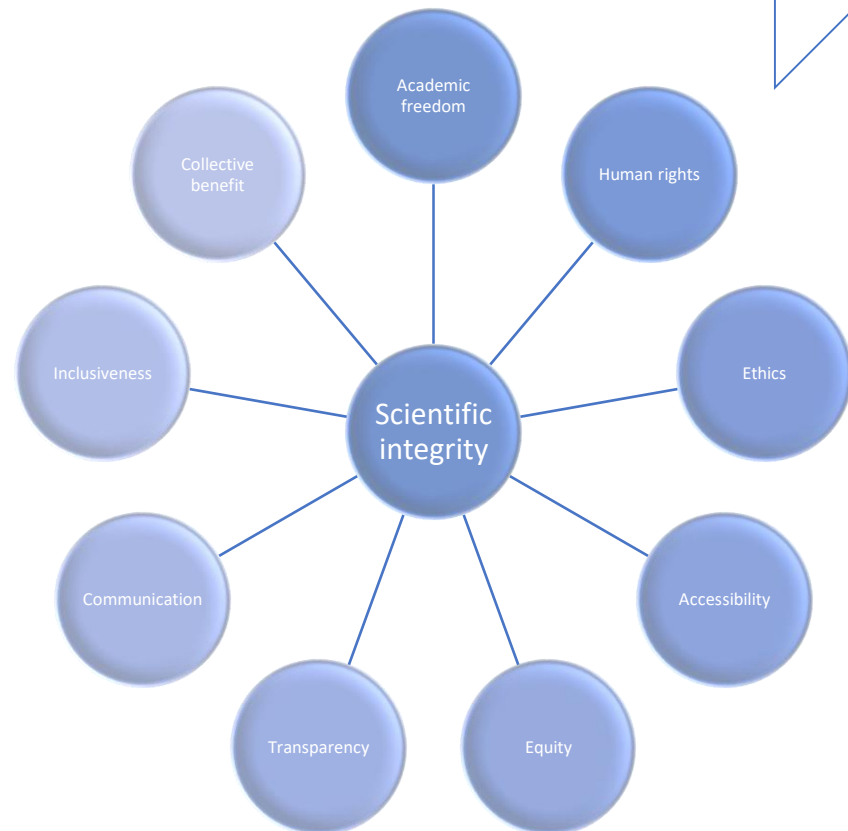 Academic
freedom
Human rights
Ethics
Accessibility
Equity
Transparency
Communication
Inclusiveness
Collective
benefit
Scientific
integrity